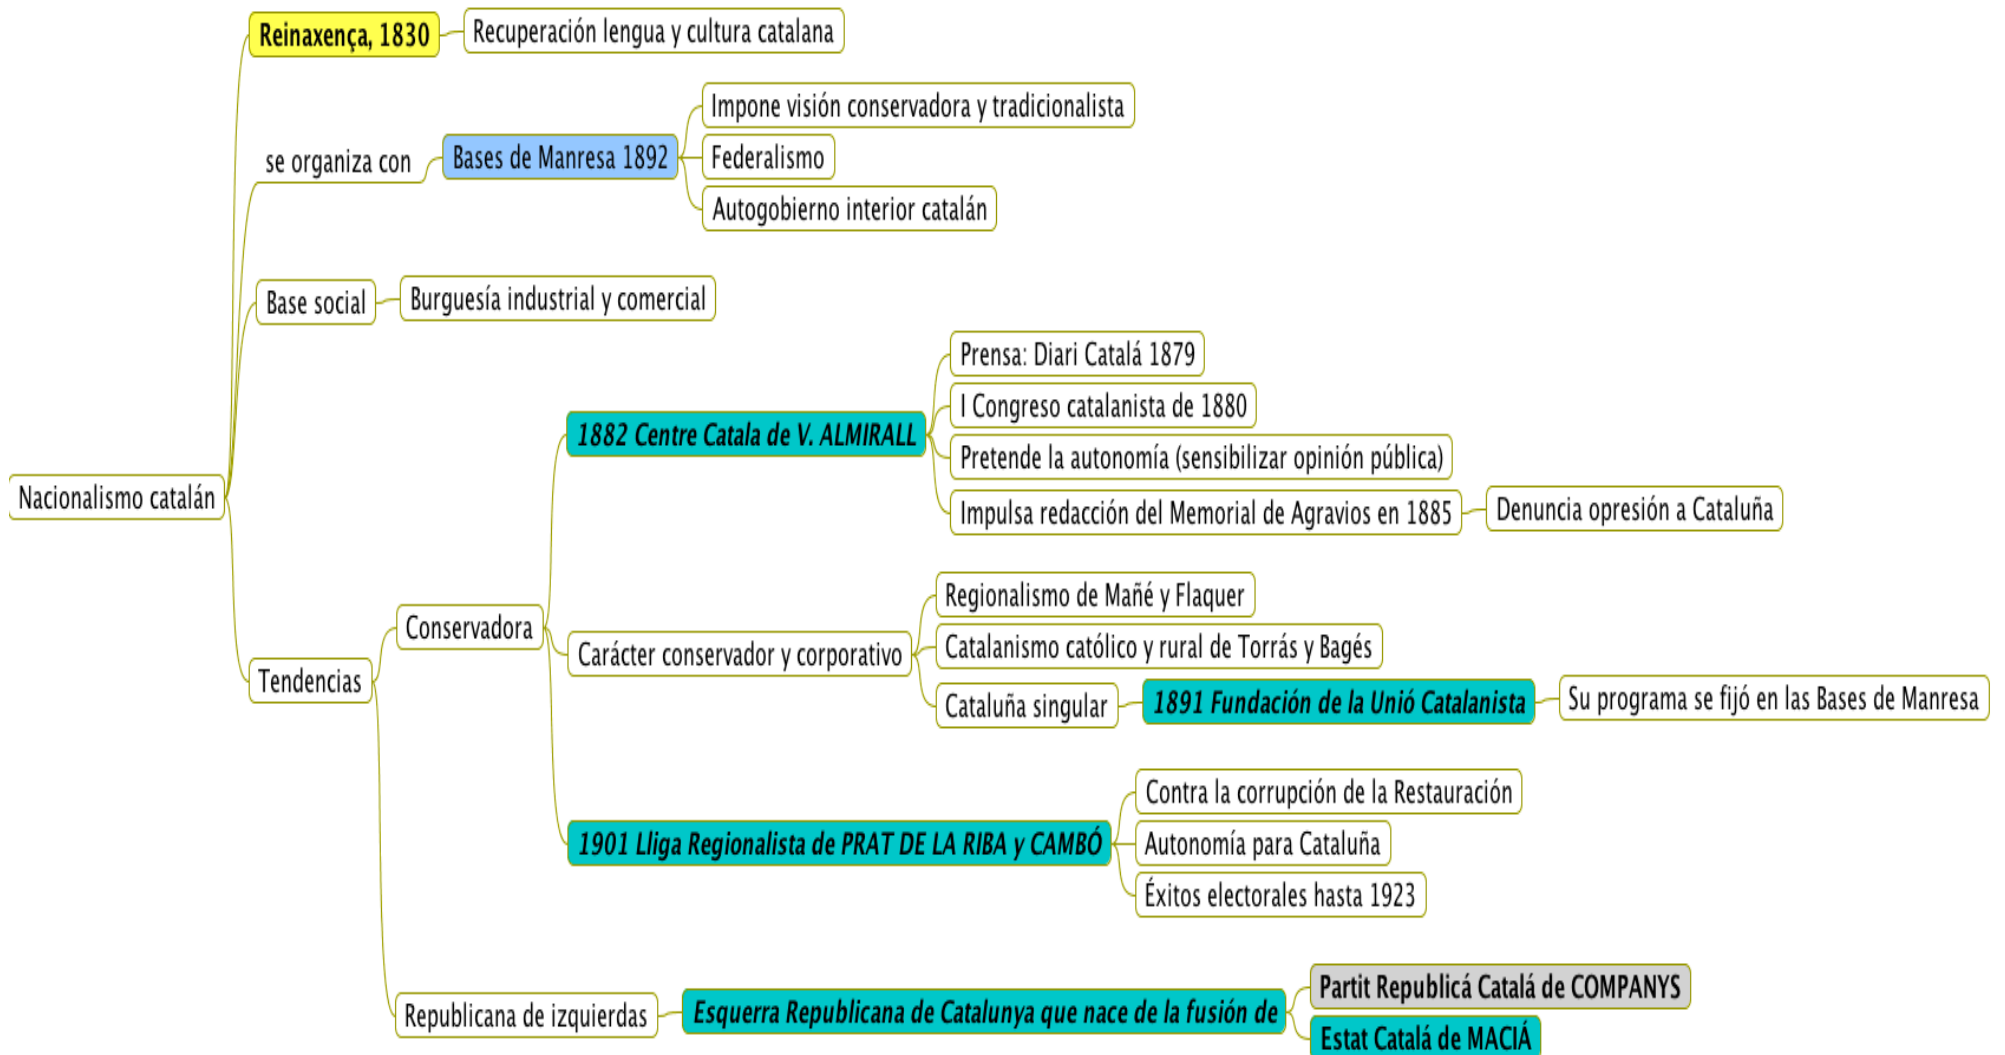 Reinaxença, 1830
Recuperación lengua y cultura catalana
se organiza con
Bases de Manresa 1892
Impone visión conservadora y tradicionalista
Federalismo
Autogobierno interior catalán
Base social
Burguesía industrial y comercial
Nacionalismo catalán
Tendencias
Conservadora
1882 Centre Catala de V. ALMIRALL
Prensa: Diari Catalá 1879
I Congreso catalanista de 1880
Pretende la autonomía (sensibilizar opinión pública)
Impulsa redacción del Memorial de Agravios en 1885
Denuncia opresión a Cataluña
Carácter conservador y corporativo
Regionalismo de Mañé y Flaquer
Catalanismo católico y rural de Torrás y Bagés
Cataluña singular
1891 Fundación de la Unió Catalanista
Su programa se fijó en las Bases de Manresa
1901 Lliga Regionalista de PRAT DE LA RIBA y CAMBÓ
Contra la corrupción de la Restauración
Autonomía para Cataluña
Éxitos electorales hasta 1923
Republicana de izquierdas
Esquerra Republicana de Catalunya que nace de la fusión de
Partit Republicá Catalá de COMPANYS
Estat Catalá de MACIÁ